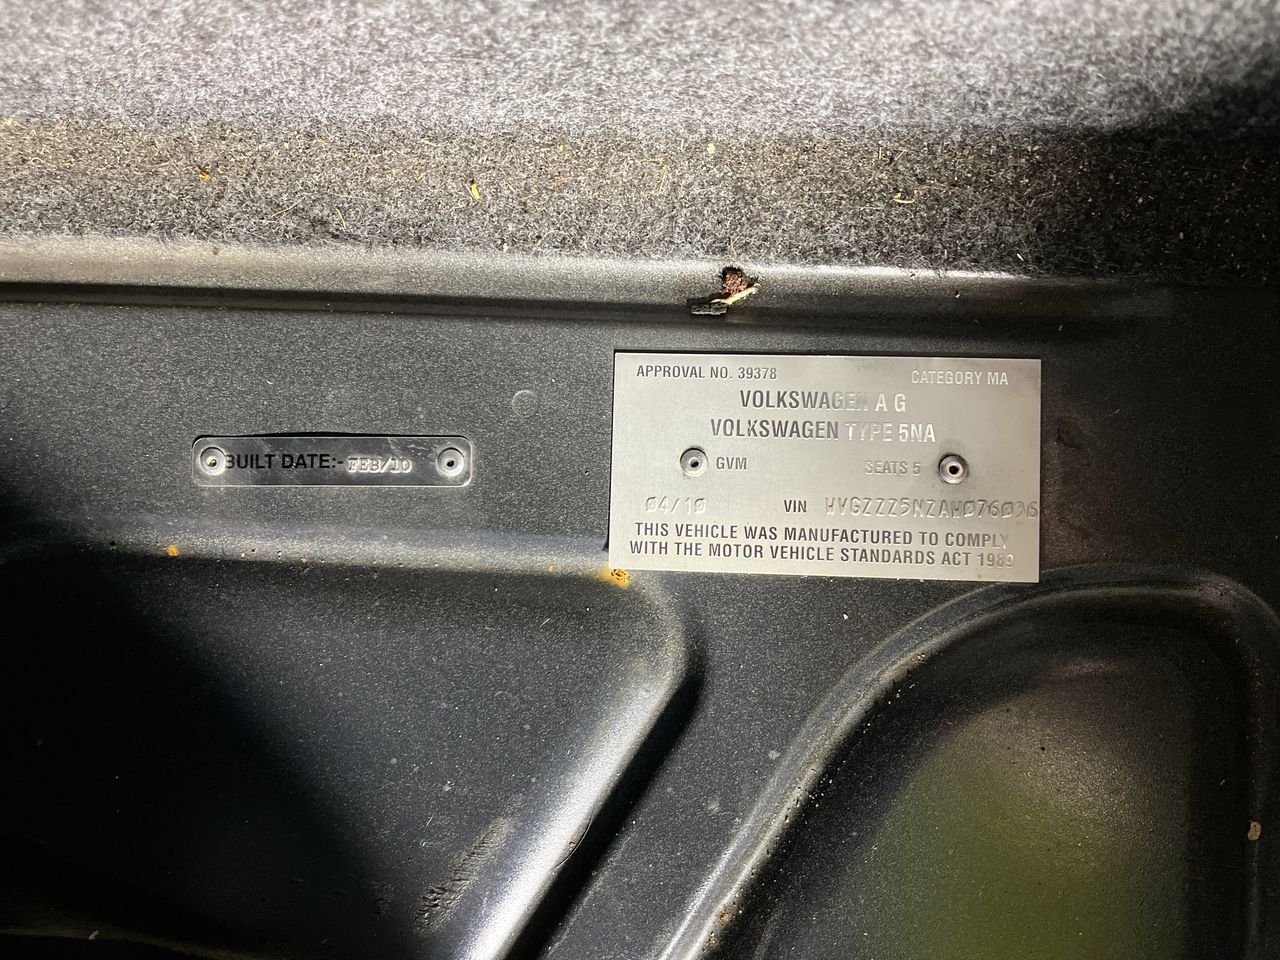 BUILT DATE:- FEB/10
APPROVAL NO. 39378 CATEGORY MA
VOLKSWAGEN A G
VOLKSWAGEN TYPE 5NA
GVM SEATS 5
04/10 VIN WVGZZZ5NZAW076036
THIS VEHICLE WAS MANUFACTURED TO COMPLY
WITH THE MOTOR VEHICLE STANDARDS ACT 1989